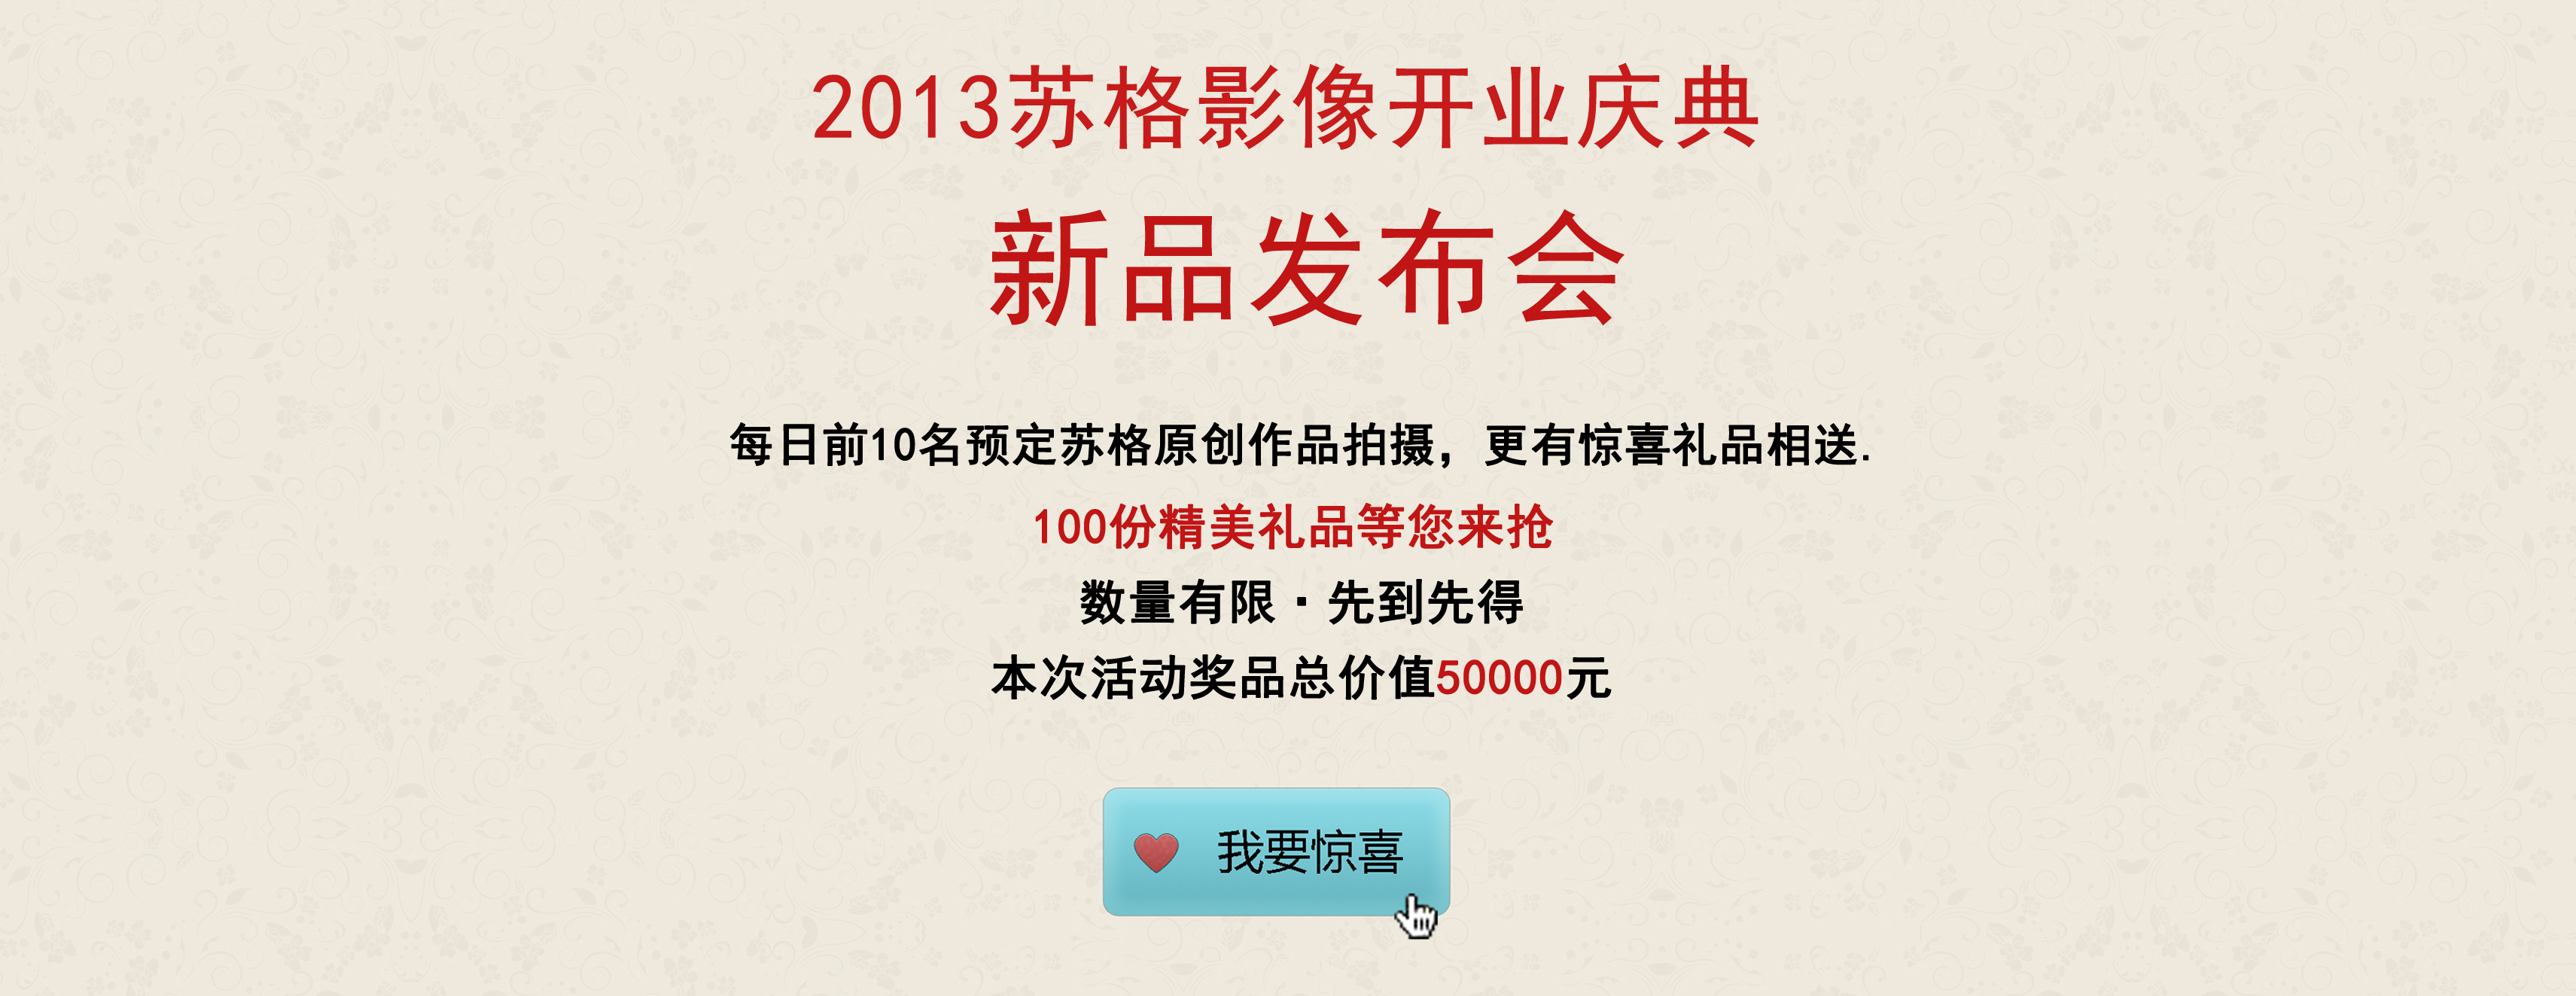 2013苏格影像开业庆典
新品发布会
每日前10名预定苏格原创作品拍摄，更有惊喜礼品相送.
100份精美礼品等您来抢
数量有限·先到先得
本次活动奖品总价值50000元
我要惊喜